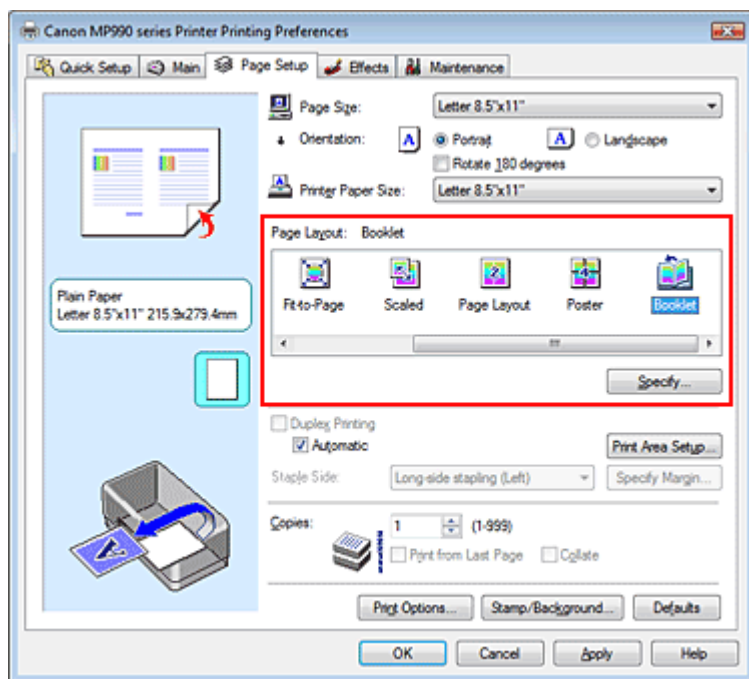 Canon MP990 series Printer Printing Preferences
Quick Setup Main Page Setup Effects Maintenance
Page Size: Letter 8.5"x11"
Orientation: A Portrait A Landscape
Rotate 180 degrees
Printer Paper Size: Letter 8.5"x11"
Page Layout: Booklet
Fit-to-Page Scaled Page Layout Poster Booklet
Plain Paper
Letter 8.5"x11" 215.9x279.4mm
Specify...
Duplex Printing
Automatic
Print Area Setup...
Staple Side: Long-side stapling (Left) Specify Margin...
Copies: 1 (1-999)
Print from Last Page Collate
Print Options... Stamp/Background... Defaults
OK Cancel Apply Help